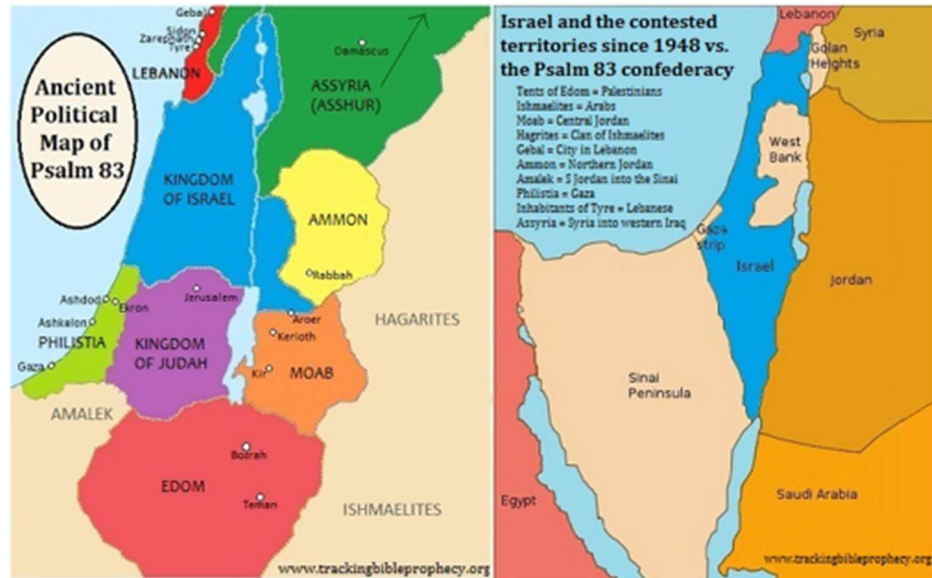 Ancient
Political
Map of
Psalm 83
Gebal
Sidon
Zarephath
Tyre
LEBANON
Damascus
ASSYRIA
(ASSHUR)
KINGDOM
OF ISRAEL
AMMON
Rabbah
Ashdod
Ekron
Jerusalem
Ashkelon
PHILISTIA
Gaza
KINGDOM
OF JUDAH
Aroer
Kerioth
Kir
MOAB
HAGARITES
AMALEK
Bozrah
EDOM
Teman
ISHMAELITES
www.trackingbibleprophecy.org
Israel and the contested
territories since 1948 vs.
the Psalm 83 confederacy
Tents of Edom = Palestinians
Ishmaelites = Arabs
Moab = Central Jordan
Hagrites = Clan of Ishmaelites
Gebal = City in Lebanon
Ammon = Northern Jordan
Amalek = S Jordan into the Sinai
Philistia = Gaza
Inhabitants of Tyre = Lebanese
Assyria = Syria into western Iraq
Lebanon
Syria
Golan
Heights
West
Bank
Gaza
strip
Israel
Jordan
Sinai
Peninsula
Egypt
Saudi Arabia
www.trackingbibleprophecy.org